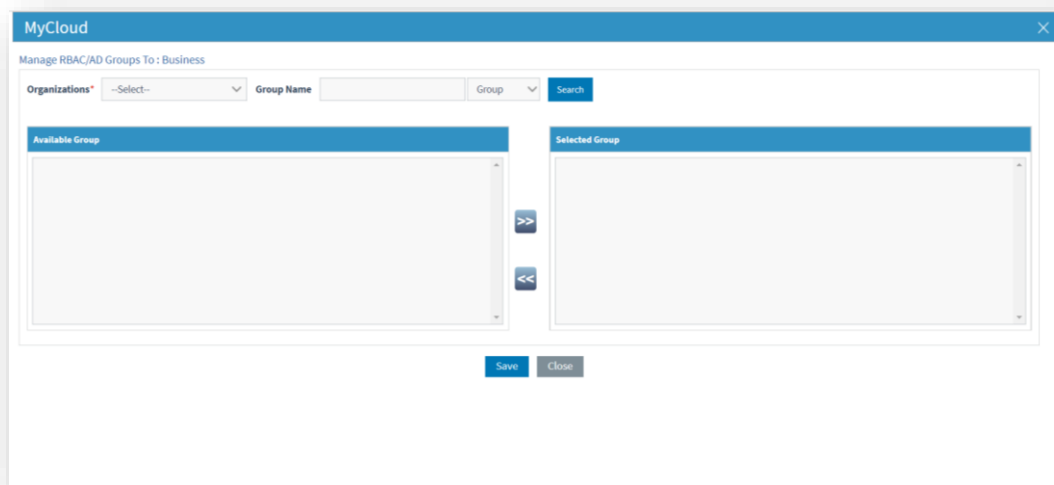 MyCloud
Manage RBAC/AD Groups To : Business
Organizations* --Select-- Group Name Group Search
Available Group Selected Group
>>
<<
Save Close